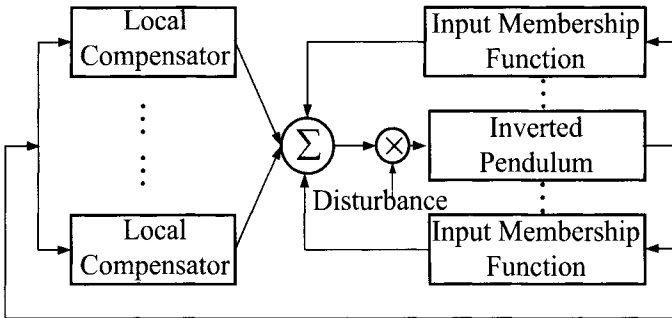 Local
Compensator
Input Membership
Function
Σ
×
Inverted
Pendulum
Disturbance
Local
Compensator
Input Membership
Function